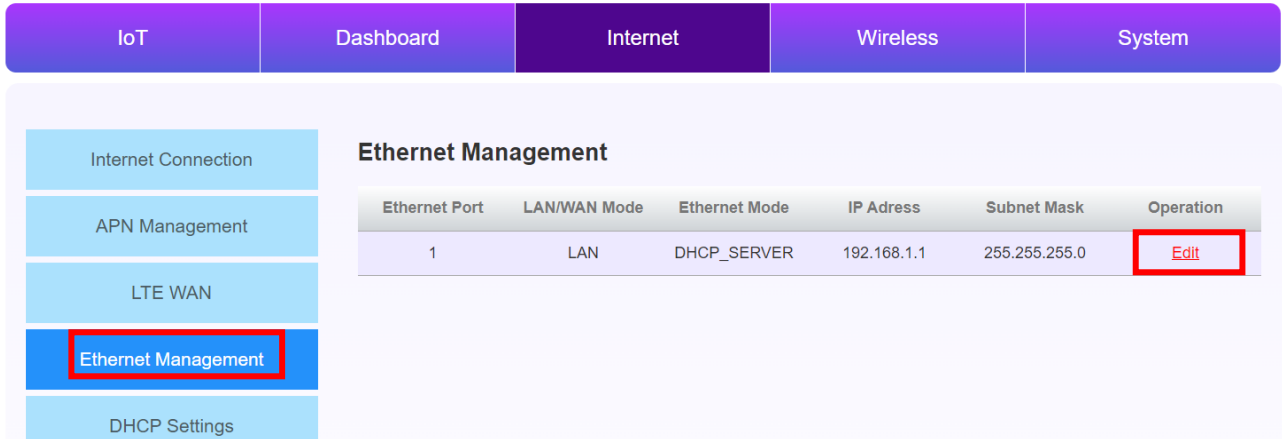 IoT Dashboard Internet Wireless System
Internet Connection
APN Management
LTE WAN
Ethernet Management
DHCP Settings
Ethernet Management
Ethernet Port LAN/WAN Mode Ethernet Mode IP Adress Subnet Mask Operation
1 LAN DHCP_SERVER 192.168.1.1 255.255.255.0 Edit